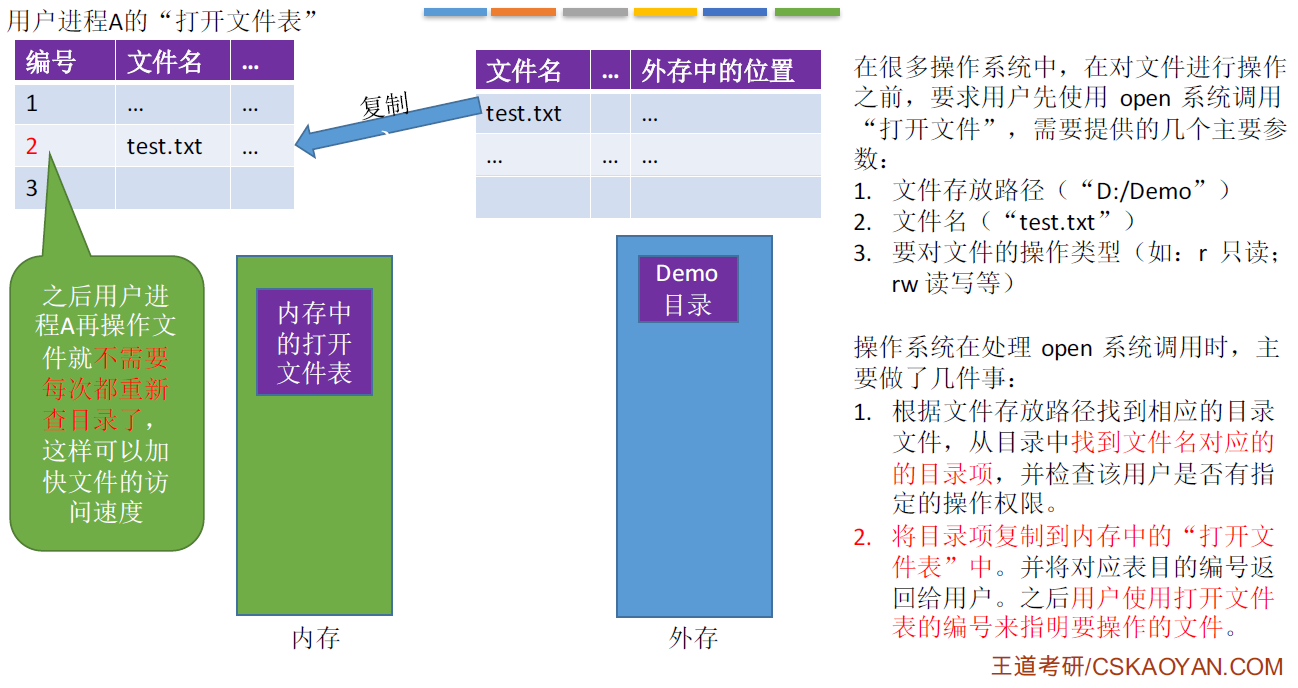 用户进程A的“打开文件表”
编号 文件名 …
1 … …
2 test.txt …
3
复制
文件名 … 外存中的位置
test.txt …
… … …
之后用户进
程A再操作文
件就不需要
每次都重新
查目录了，
这样可以加
快文件的访
问速度
内存中
的打开
文件表
内存
Demo
目录
外存
在很多操作系统中，在对文件进行操作
之前，要求用户先使用 open 系统调用
“打开文件”，需要提供的几个主要参
数：
1. 文件存放路径（“D:/Demo”）
2. 文件名（“test.txt”）
3. 要对文件的操作类型（如：r 只读；
rw 读写等）
操作系统在处理 open 系统调用时，主
要做了几件事：
1. 根据文件存放路径找到相应的目录
文件，从目录中找到文件名对应的
的目录项，并检查该用户是否有指
定的操作权限。
2. 将目录项复制到内存中的“打开文
件表”中。并将对应表目的编号返
回给用户。之后用户使用打开文件
表的编号来指明要操作的文件。
王道考研/CSKAOYAN.COM